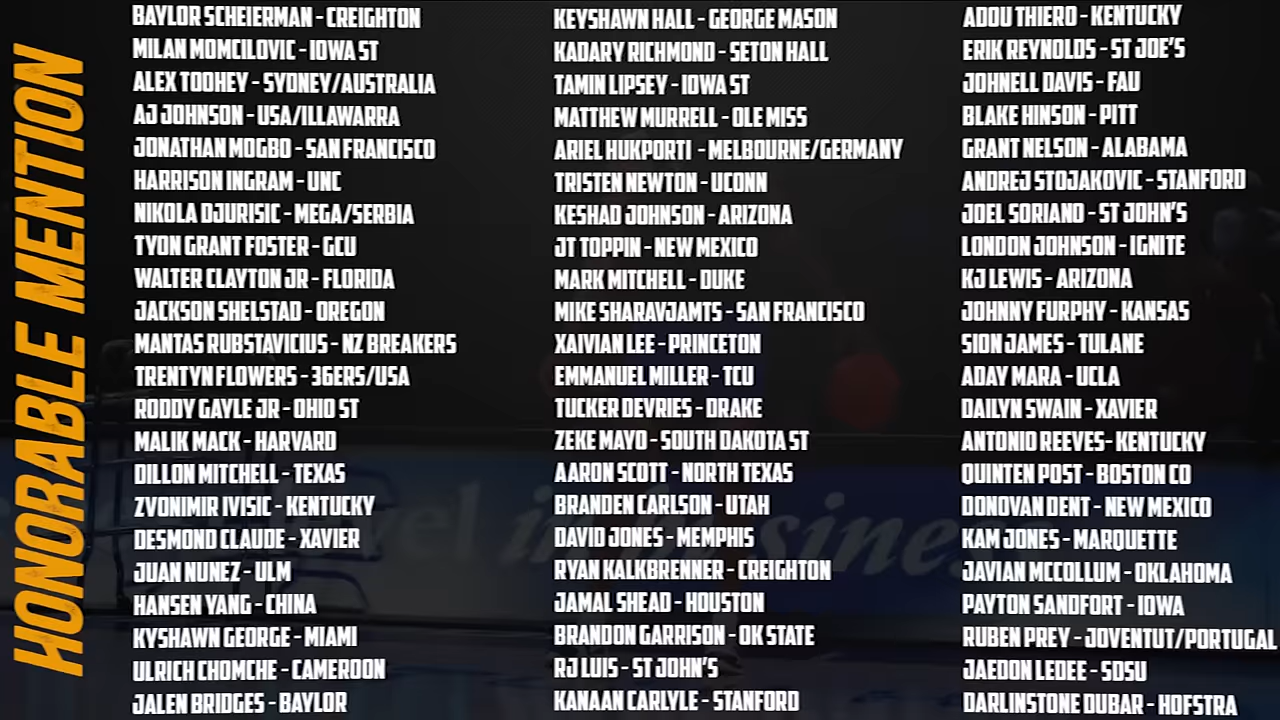 HONORABLE MENTION
BAYLOR SCHEIERMAN - CREIGHTON
MILAN MOMCILOVIC - IOWA ST
ALEX TOOHEY - SYDNEY/AUSTRALIA
AJ JOHNSON - USA/ILLAWARRA
JONATHAN MOGBO - SAN FRANCISCO
HARRISON INGRAM - UNC
NIKOLA DJURISIC - MEGA/SERBIA
TYON GRANT FOSTER - GCU
WALTER CLAYTON JR - FLORIDA
JACKSON SHELSTAD - OREGON
MANTAS RUBSTAVICIUS - NZ BREAKERS
TRENTYN FLOWERS - 36ERS/USA
RODDY GAYLE JR - OHIO ST
MALIK MACK - HARVARD
DILLON MITCHELL - TEXAS
ZVONIMIR IVISIC - KENTUCKY
DESMOND CLAUDE - XAVIER
JUAN NUNEZ - ULM
HANSEN YANG - CHINA
KYSHAWN GEORGE - MIAMI
ULRICH CHOMCHE - CAMEROON
JALEN BRIDGES - BAYLOR
KEYSHAWN HALL - GEORGE MASON
KADARY RICHMOND - SETON HALL
TAMIN LIPSEY - IOWA ST
MATTHEW MURRELL - OLE MISS
ARIEL HUKPORTI - MELBOURNE/GERMANY
TRISTEN NEWTON - UCONN
KESHAD JOHNSON - ARIZONA
JT TOPPIN - NEW MEXICO
MARK MITCHELL - DUKE
MIKE SHARAVJAMTS - SAN FRANCISCO
XAIVIAN LEE - PRINCETON
EMMANUEL MILLER - TCU
TUCKER DEVRIES - DRAKE
ZEKE MAYO - SOUTH DAKOTA ST
AARON SCOTT - NORTH TEXAS
BRANDEN CARLSON - UTAH
DAVID JONES - MEMPHIS
RYAN KALKBRENNER - CREIGHTON
JAMAL SHEAD - HOUSTON
BRANDON GARRISON - OK STATE
RJ LUIS - ST JOHN'S
KANAAN CARLYLE - STANFORD
ADOU THIERO - KENTUCKY
ERIK REYNOLDS - ST JOE'S
JOHNELL DAVIS - FAU
BLAKE HINSON - PITT
GRANT NELSON - ALABAMA
ANDREJ STOJAKOVIC - STANFORD
JOEL SORIANO - ST JOHN'S
LONDON JOHNSON - IGNITE
KJ LEWIS - ARIZONA
JOHNNY FURPHY - KANSAS
SION JAMES - TULANE
ADAY MARA - UCLA
DAILYN SWAIN - XAVIER
ANTONIO REEVES- KENTUCKY
QUINTEN POST - BOSTON CO
DONOVAN DENT - NEW MEXICO
KAM JONES - MARQUETTE
JAVIAN MCCOLLUM - OKLAHOMA
PAYTON SANDFORT - IOWA
RUBEN PREY - JOVENTUT/PORTUGAL
JAEDON LEDEE - SDSU
DARLINSTONE DUBAR - HOFSTRA